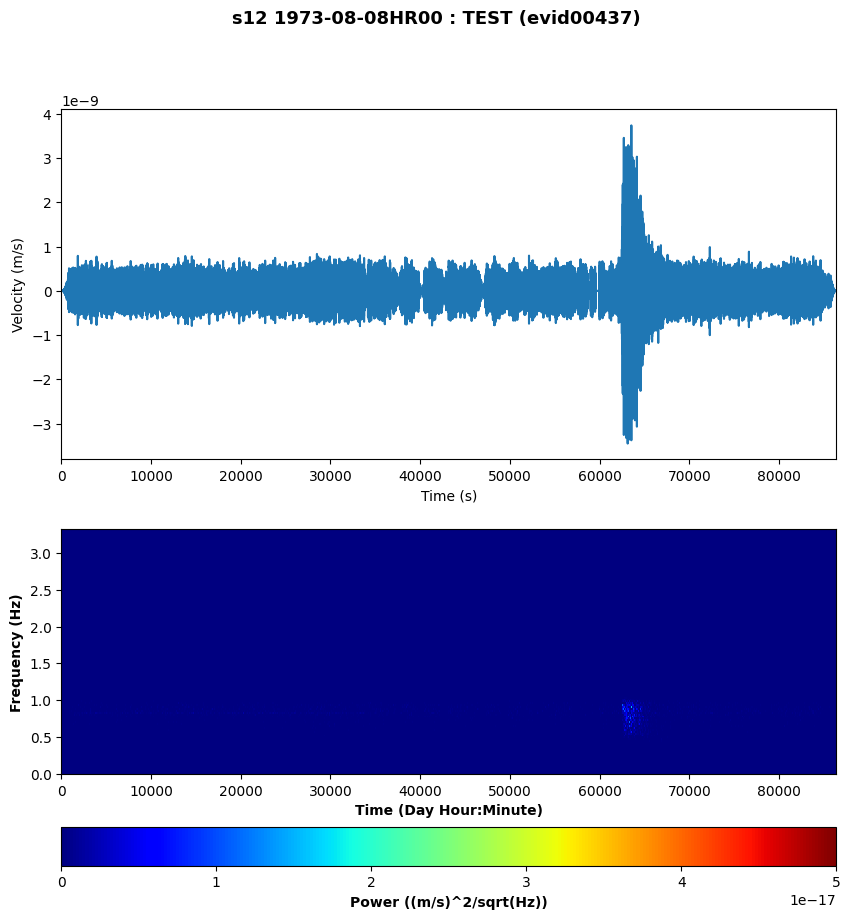 s12 1973-08-08HR00 : TEST (evid00437)
1e−9
4
3
2
1
0
−1
−2
−3
Velocity (m/s)
0 10000 20000 30000 40000 50000 60000 70000 80000
Time (s)
3.0
2.5
2.0
1.5
1.0
0.5
0.0
Frequency (Hz)
0 10000 20000 30000 40000 50000 60000 70000 80000
Time (Day Hour:Minute)
0 1 2 3 4 5
1e−17
Power ((m/s)^2/sqrt(Hz))